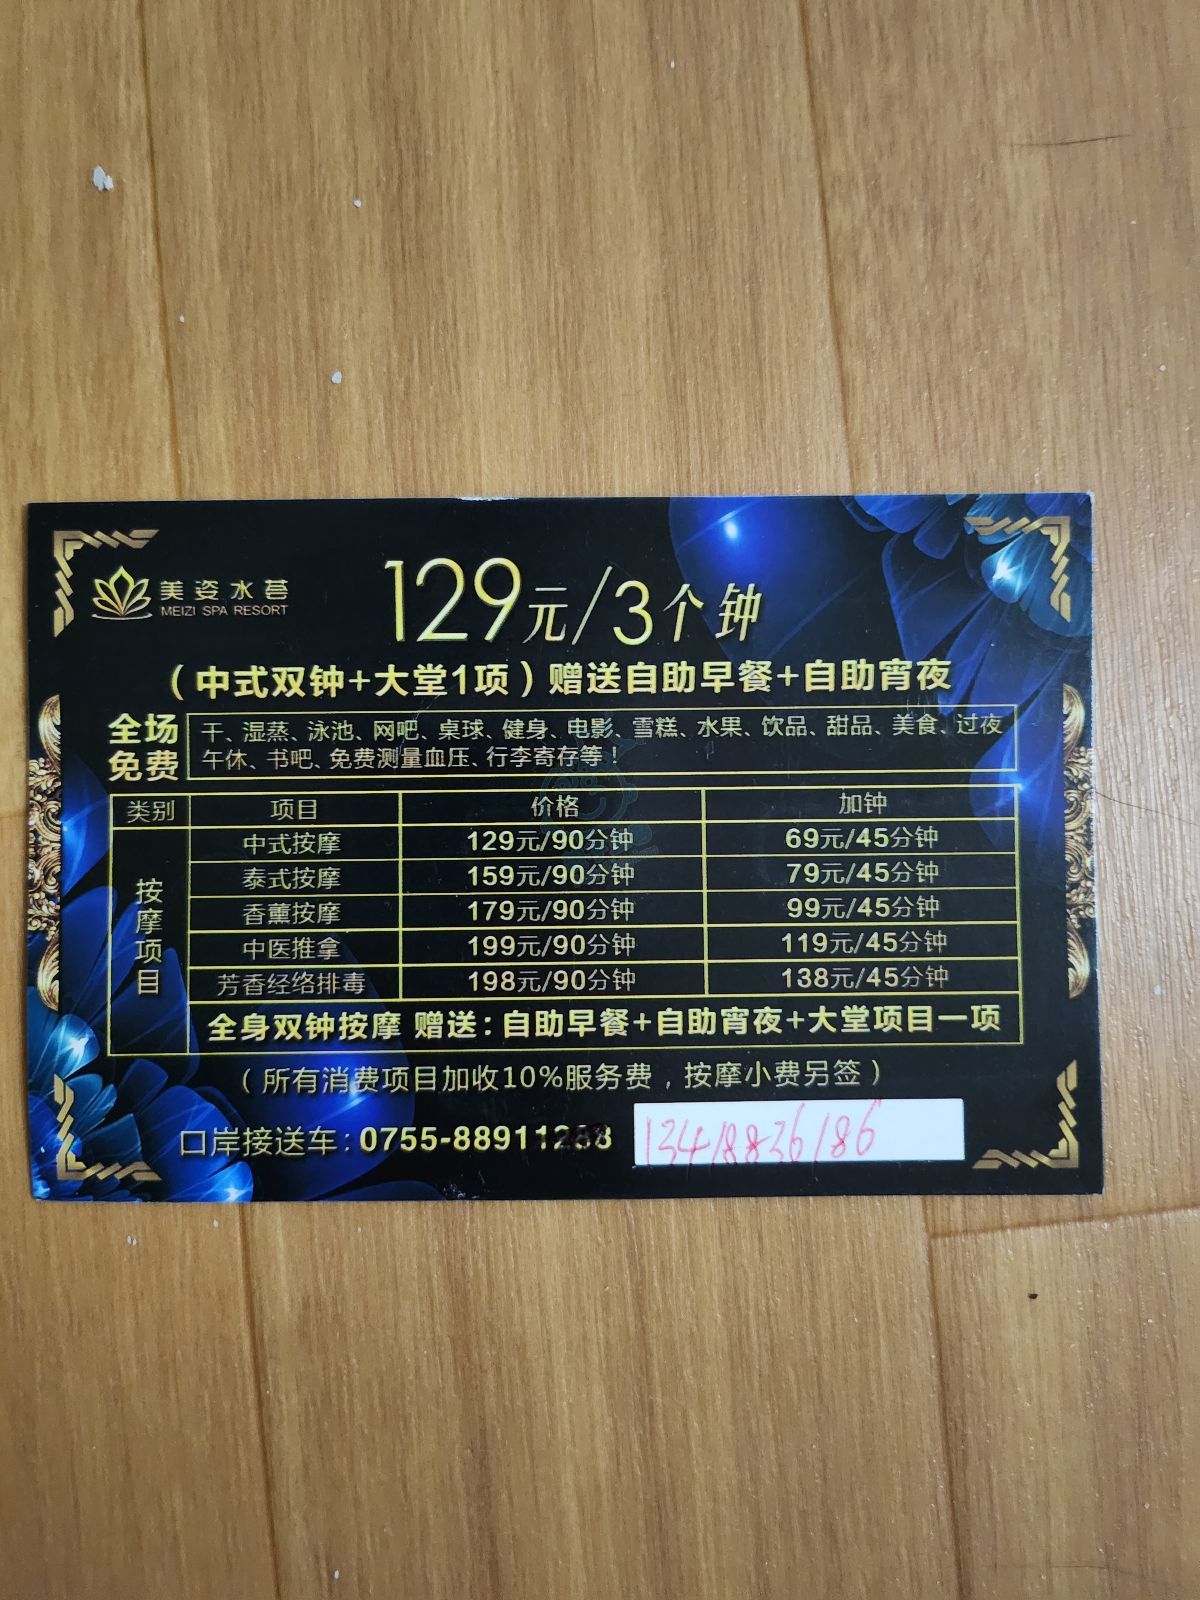 美姿水荟
MEIZI SPA RESORT
129元/3个钟
（中式双钟+大堂1项）赠送自助早餐+自助宵夜
全场免费
干、湿蒸、泳池、网吧、桌球、健身、电影、雪糕、水果、饮品、甜品、美食、过夜
午休、书吧、免费测量血压、行李寄存等！
类别 项目 价格 加钟
按摩项目
中式按摩 129元/90分钟 69元/45分钟
泰式按摩 159元/90分钟 79元/45分钟
香薰按摩 179元/90分钟 99元/45分钟
中医推拿 199元/90分钟 119元/45分钟
芳香经络排毒 198元/90分钟 138元/45分钟
全身双钟按摩 赠送：自助早餐+自助宵夜+大堂项目一项
（所有消费项目加收10%服务费，按摩小费另签）
口岸接送车：0755-88911288
13418836186